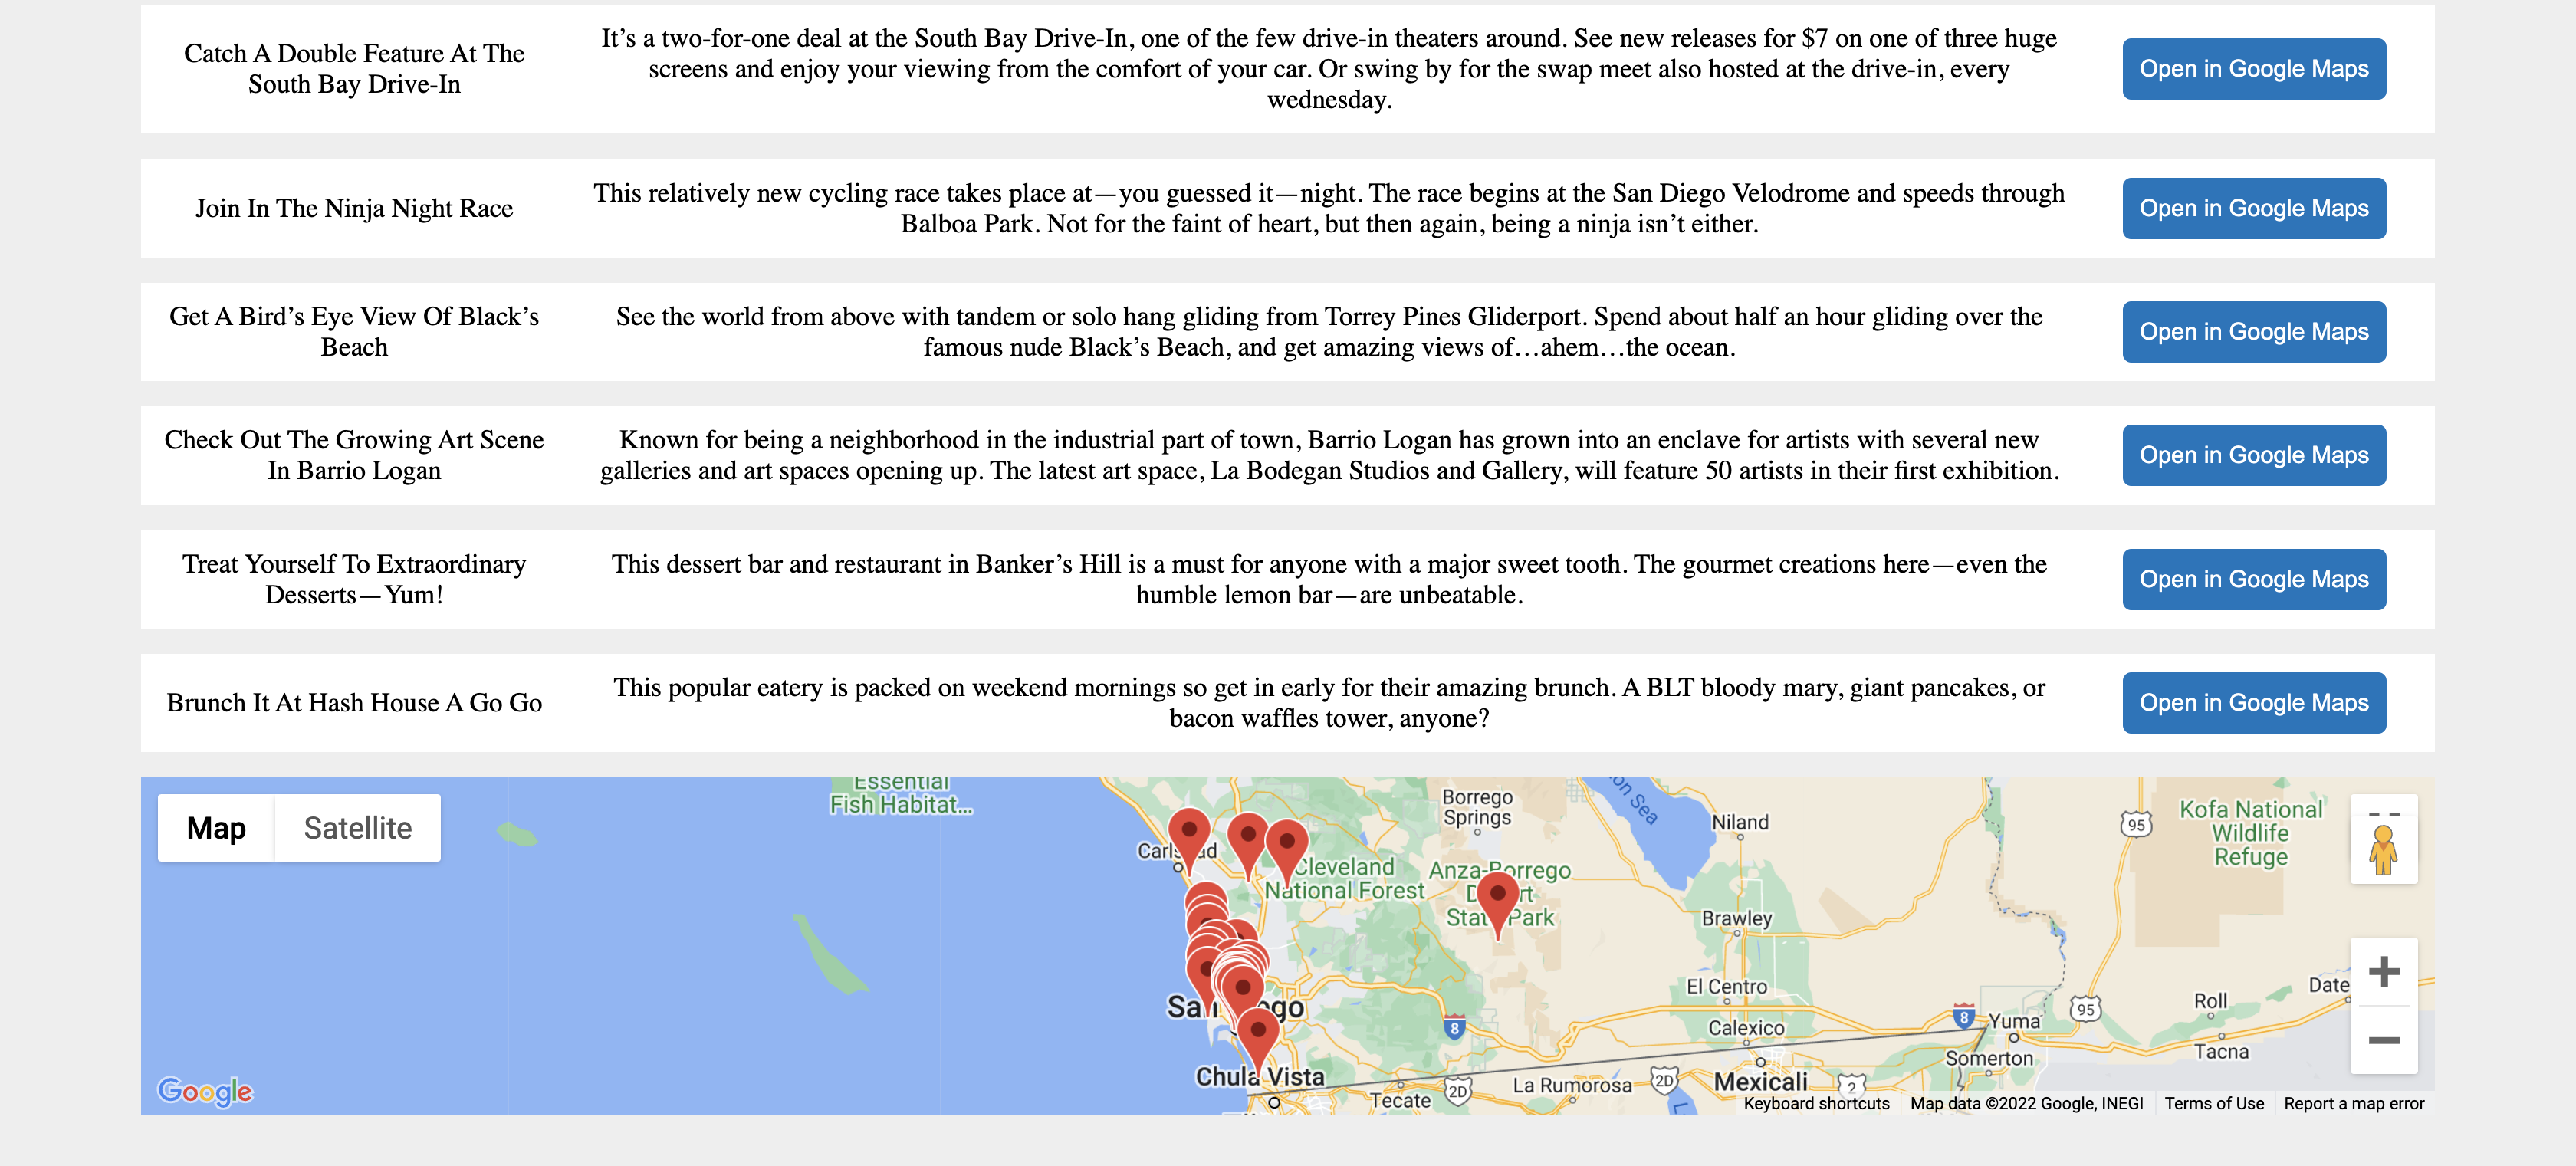 Catch A Double Feature At The
South Bay Drive-In
It’s a two-for-one deal at the South Bay Drive-In, one of the few drive-in theaters around. See new releases for $7 on one of three huge
screens and enjoy your viewing from the comfort of your car. Or swing by for the swap meet also hosted at the drive-in, every
wednesday.
Open in Google Maps
Join In The Ninja Night Race
This relatively new cycling race takes place at—you guessed it—night. The race begins at the San Diego Velodrome and speeds through
Balboa Park. Not for the faint of heart, but then again, being a ninja isn’t either.
Open in Google Maps
Get A Bird’s Eye View Of Black’s
Beach
See the world from above with tandem or solo hang gliding from Torrey Pines Gliderport. Spend about half an hour gliding over the
famous nude Black’s Beach, and get amazing views of…ahem…the ocean.
Open in Google Maps
Check Out The Growing Art Scene
In Barrio Logan
Known for being a neighborhood in the industrial part of town, Barrio Logan has grown into an enclave for artists with several new
galleries and art spaces opening up. The latest art space, La Bodegan Studios and Gallery, will feature 50 artists in their first exhibition.
Open in Google Maps
Treat Yourself To Extraordinary
Desserts—Yum!
This dessert bar and restaurant in Banker’s Hill is a must for anyone with a major sweet tooth. The gourmet creations here—even the
humble lemon bar—are unbeatable.
Open in Google Maps
Brunch It At Hash House A Go Go
This popular eatery is packed on weekend mornings so get in early for their amazing brunch. A BLT bloody mary, giant pancakes, or
bacon waffles tower, anyone?
Open in Google Maps
Map
Satellite
Essential
Fish Habitat...
Borrego
Springs
on Sea
Niland
95
Kofa National
Wildlife
Refuge
Cleveland
National Forest
Anza-Borrego
State Park
Brawley
El Centro
Calexico
8
8
Yuma
95
Roll
Date
Somerton
Tacna
Chula Vista
Tecate
2D
La Rumorosa
2D
Mexicali
2
Google
Keyboard shortcuts
Map data ©2022 Google, INEGI
Terms of Use
Report a map error